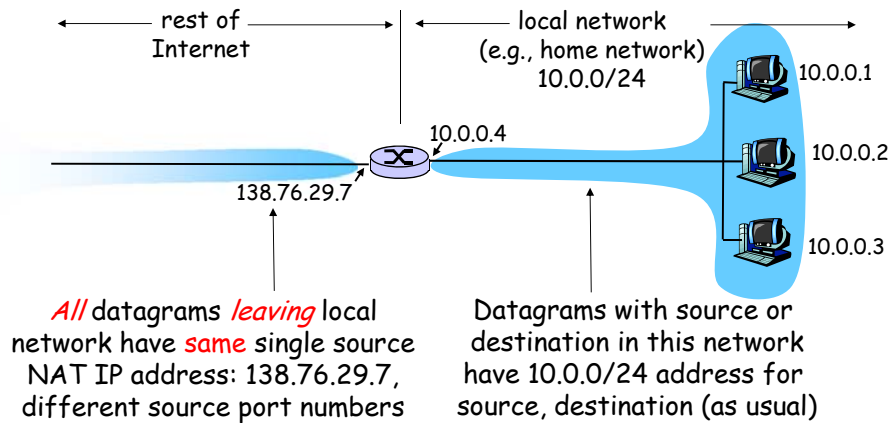 rest of
Internet
local network
(e.g., home network)
10.0.0/24
10.0.0.1
10.0.0.4
10.0.0.2
138.76.29.7
10.0.0.3
All datagrams leaving local
network have same single source
NAT IP address: 138.76.29.7,
different source port numbers
Datagrams with source or
destination in this network
have 10.0.0/24 address for
source, destination (as usual)